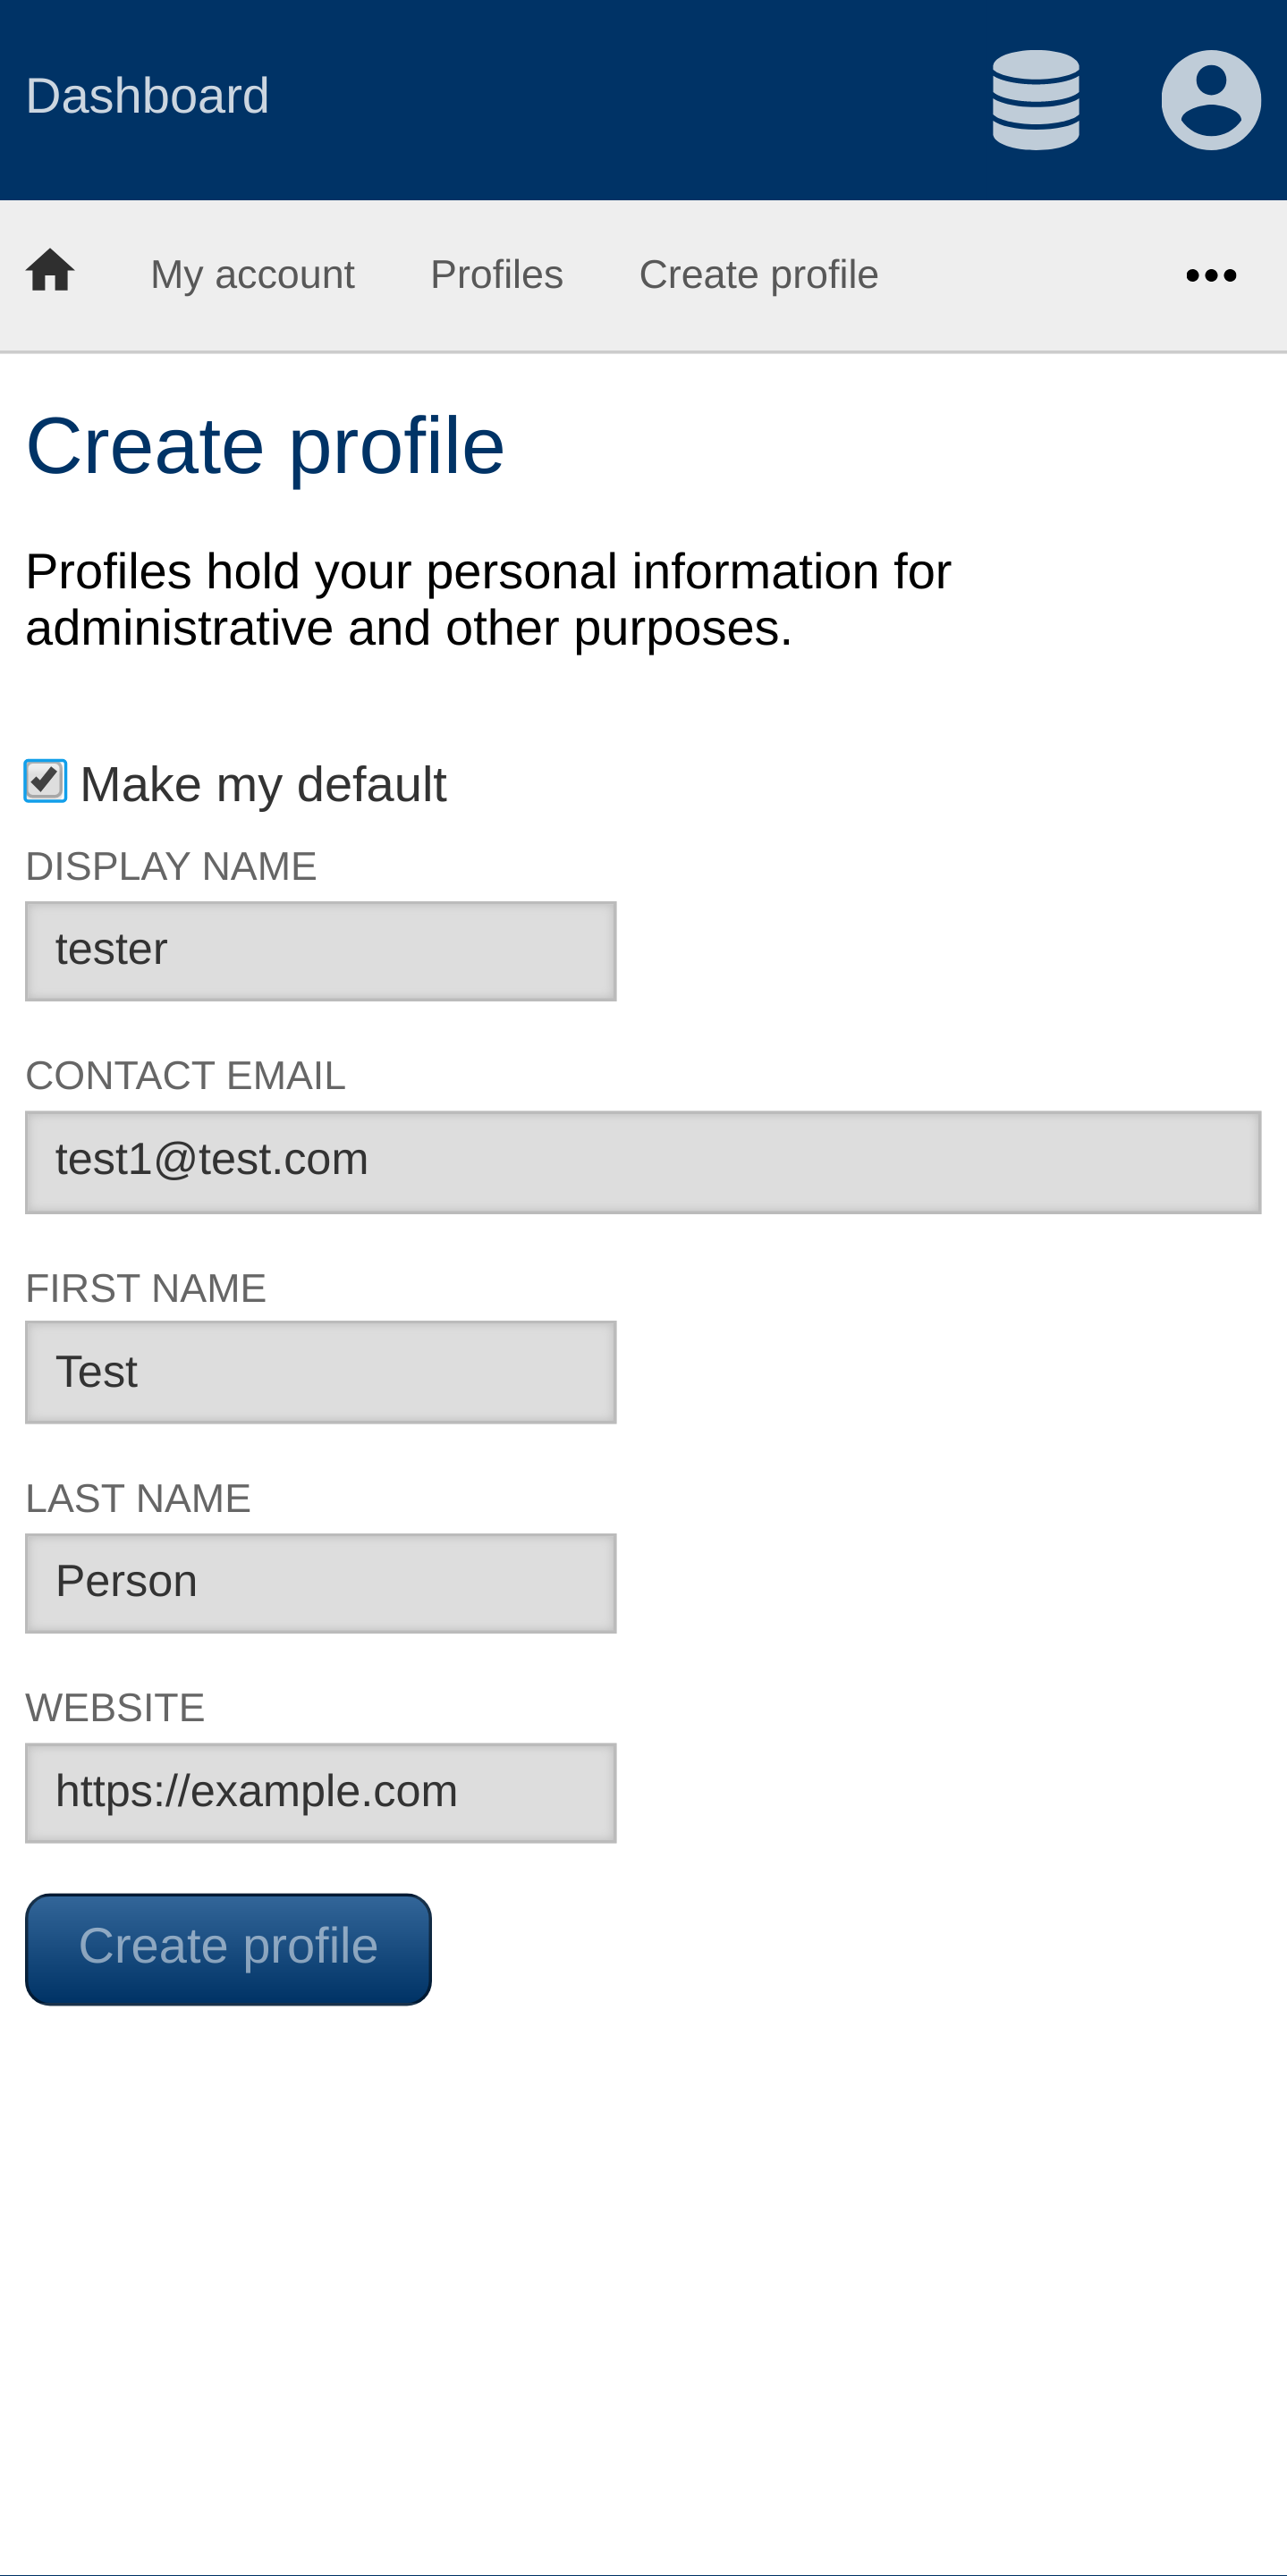 Dashboard
My account Profiles Create profile
Create profile
Profiles hold your personal information for
administrative and other purposes.
Make my default
DISPLAY NAME
tester
CONTACT EMAIL
test1@test.com
FIRST NAME
Test
LAST NAME
Person
WEBSITE
https://example.com
Create profile